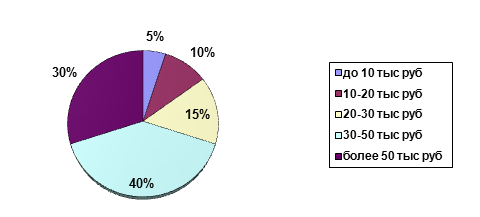 5%
10%
15%
40%
30%
до 10 тыс руб
10-20 тыс руб
20-30 тыс руб
30-50 тыс руб
более 50 тыс руб